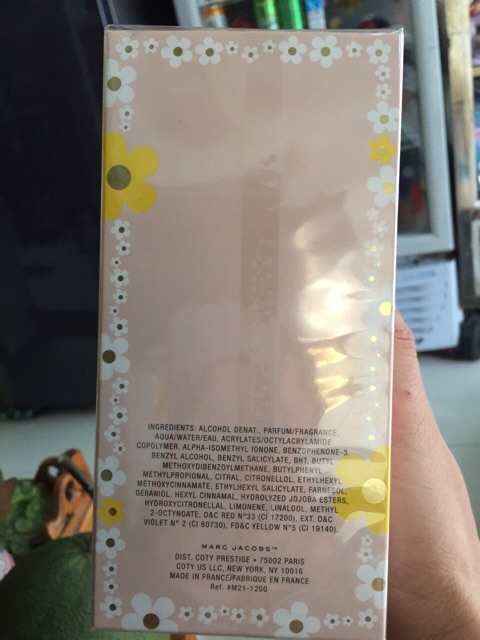 INGREDIENTS: ALCOHOL DENAT., PARFUM/FRAGRANCE,
AQUA/WATER/EAU, ACRYLATES/OCTYLACRYLAMIDE
COPOLYMER, ALPHA-ISOMETHYL IONONE, BENZOPHENONE-3,
BENZYL ALCOHOL, BENZYL SALICYLATE, BHT, BUTYL
METHOXYDIBENZOYLMETHANE, BUTYLPHENYL
METHYLPROPIONAL, CITRAL, CITRONELLOL, ETHYLHEXYL
METHOXYCINNAMATE, ETHYLHEXYL SALICYLATE, FARNESOL,
GERANIOL, HEXYL CINNAMAL, HYDROLYZED JOJOBA ESTERS,
HYDROXYCITRONELLAL, LIMONENE, LINALOOL, METHYL
2-OCTYNOATE, D&C RED N°33 (CI 17200), EXT. D&C
VIOLET N° 2 (CI 60730), FD&C YELLOW N°5 (CI 19140).
MARC JACOBS™
DIST. COTY PRESTIGE • 75002 PARIS
COTY US LLC, NEW YORK, NY 10016
MADE IN FRANCE/FABRIQUE EN FRANCE
Ref. #M21-1200